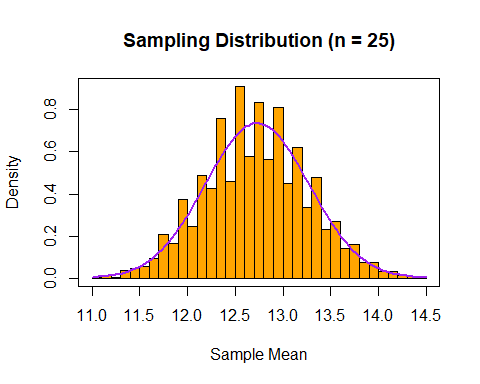 Sampling Distribution (n = 25)
Density
0.0 0.2 0.4 0.6 0.8
11.0 11.5 12.0 12.5 13.0 13.5 14.0 14.5
Sample Mean